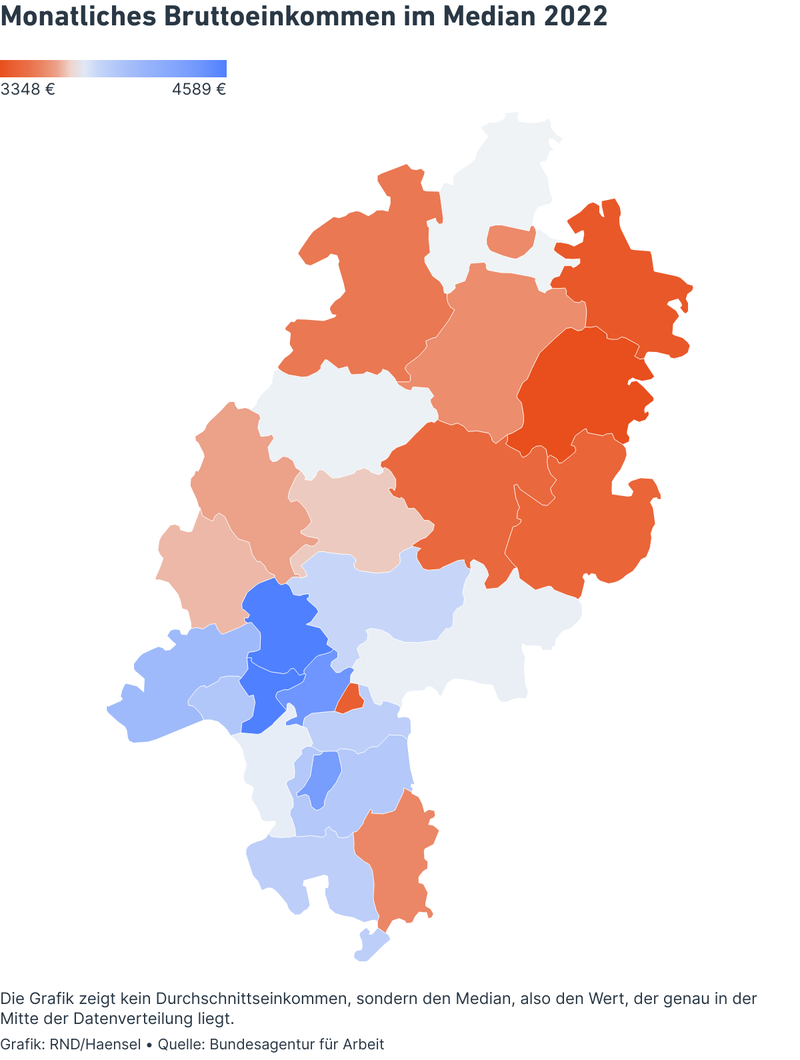 Monatliches Bruttoeinkommen im Median 2022
3348 € 4589 €
Die Grafik zeigt kein Durchschnittseinkommen, sondern den Median, also den Wert, der genau in der
Mitte der Datenverteilung liegt.
Grafik: RND/Haensel • Quelle: Bundesagentur für Arbeit